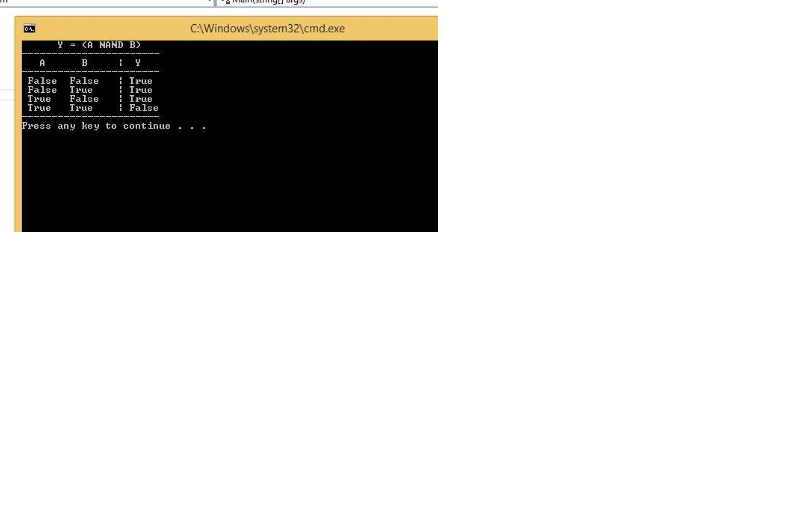 Main(string[] args)
C:\Windows\system32\cmd.exe
Y = (A NAND B)
A B ¦ Y
False False ¦ True
False True ¦ True
True False ¦ True
True True ¦ False
Press any key to continue . . .